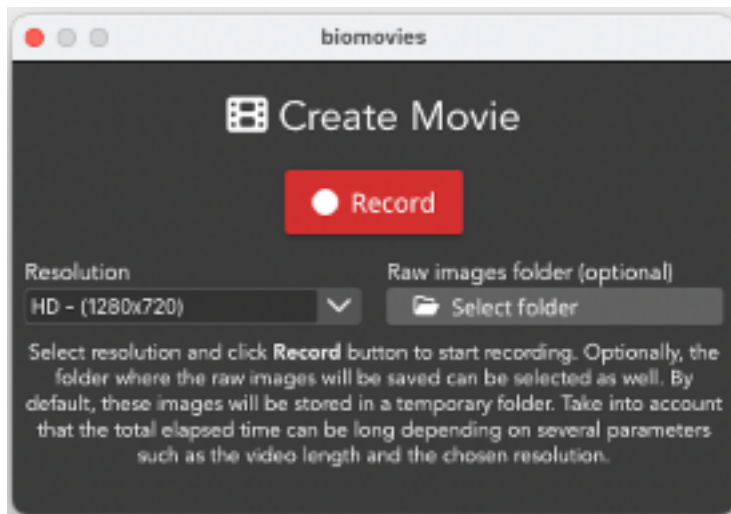 biomovies
Create Movie
Record
Resolution
Raw images folder (optional)
HD - (1280x720)
Select folder
Select resolution and click Record button to start recording. Optionally, the
folder where the raw images will be saved can be selected as well. By
default, these images will be stored in a temporary folder. Take into account
that the total elapsed time can be long depending on several parameters
such as the video length and the chosen resolution.